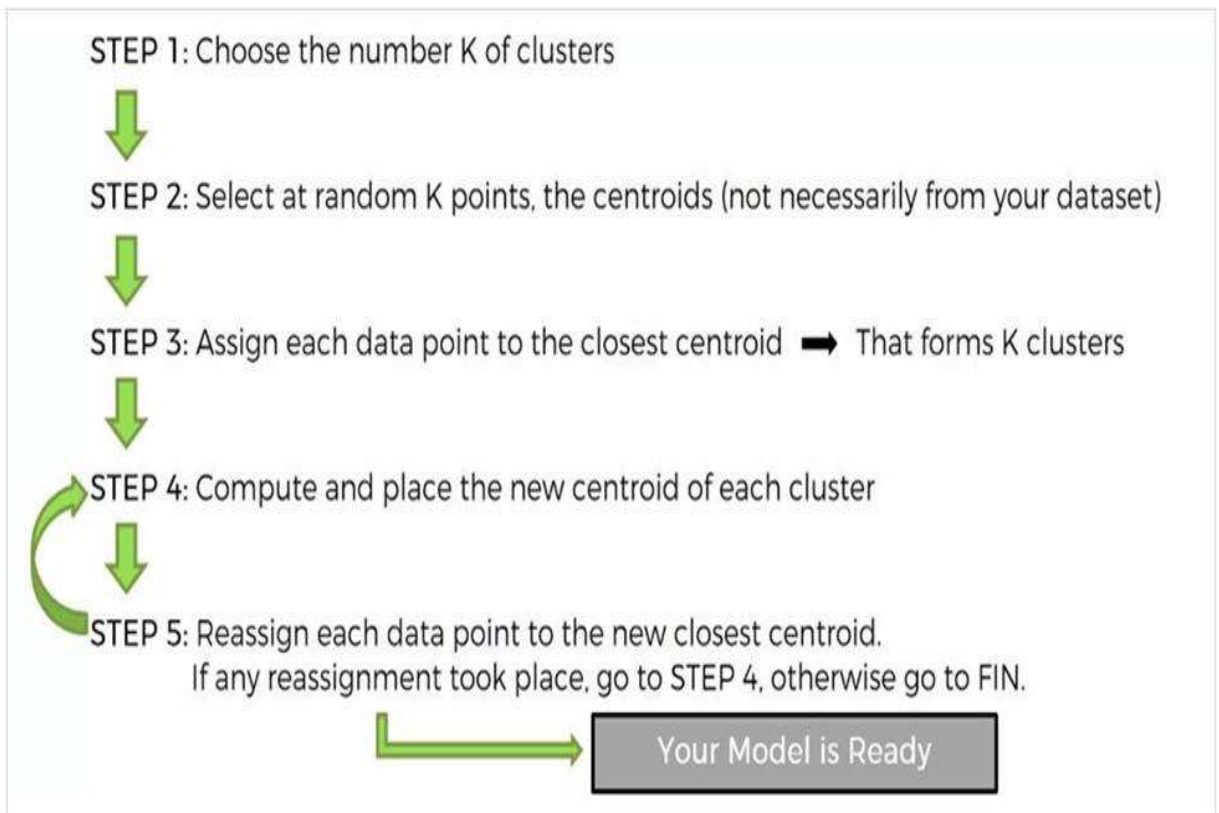 STEP 1: Choose the number K of clusters
STEP 2: Select at random K points, the centroids (not necessarily from your dataset)
STEP 3: Assign each data point to the closest centroid ➡ That forms K clusters
STEP 4: Compute and place the new centroid of each cluster
STEP 5: Reassign each data point to the new closest centroid.
If any reassignment took place, go to STEP 4, otherwise go to FIN.
Your Model is Ready